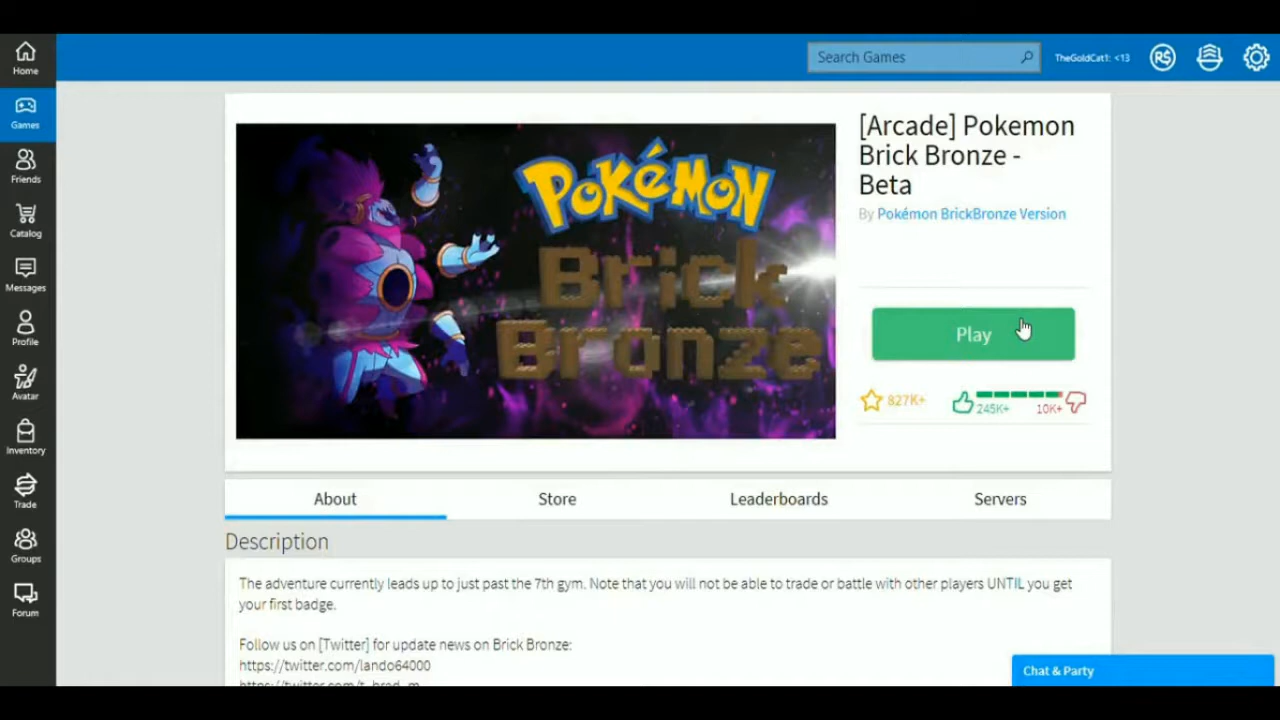 Home
Games
Friends
Catalog
Messages
Profile
Avatar
Inventory
Trade
Groups
Forum
Search Games
TheGoldCat1: <13
R$
POKéMON
Brick
Bronze
[Arcade] Pokemon
Brick Bronze -
Beta
By Pokémon BrickBronze Version
Play
827K+
245K+
10K+
About
Store
Leaderboards
Servers
Description
The adventure currently leads up to just past the 7th gym. Note that you will not be able to trade or battle with other players UNTIL you get
your first badge.
Follow us on [Twitter] for update news on Brick Bronze:
https://twitter.com/lando64000
Chat & Party